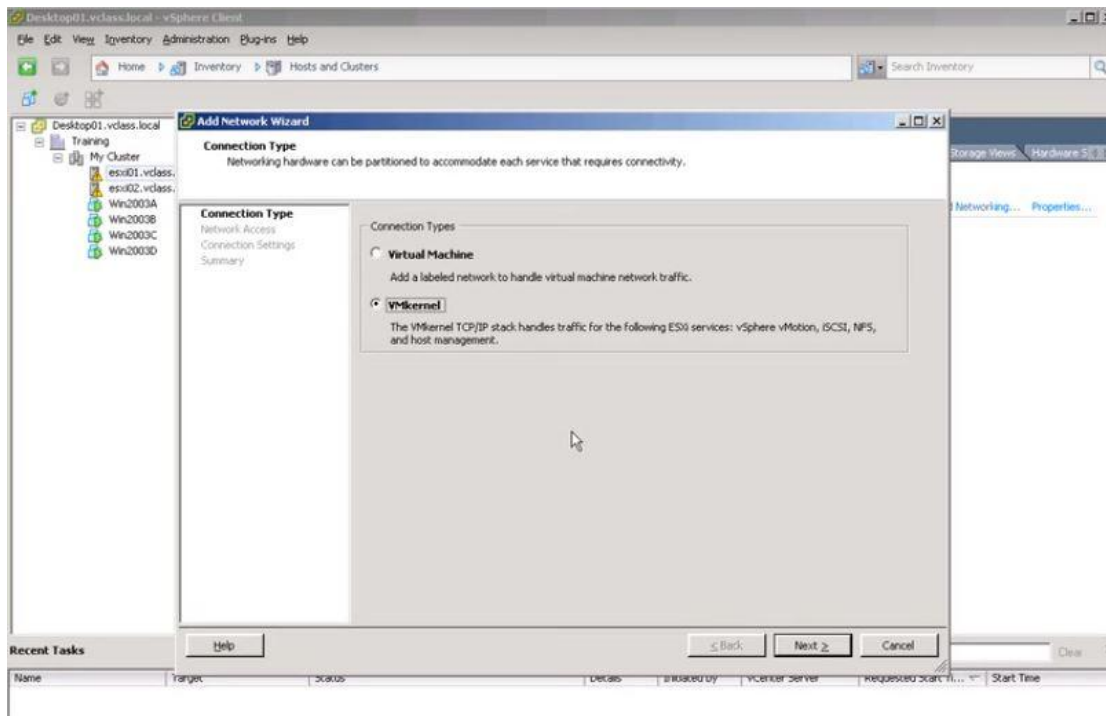 Desktop01.vclass.local - vSphere Client
File Edit View Inventory Administration Plug-ins Help
Home Inventory Hosts and Clusters
Search Inventory
Desktop01.vclass.local
Training
My Cluster
esxi01.vclass.
esxi02.vclass.
Win2003A
Win2003B
Win2003C
Win2003D
Add Network Wizard
Connection Type
Networking hardware can be partitioned to accommodate each service that requires connectivity.
Connection Type
Network Access
Connection Settings
Summary
Connection Types
Virtual Machine
Add a labeled network to handle virtual machine network traffic.
VMkernel
The VMkernel TCP/IP stack handles traffic for the following ESXi services: vSphere vMotion, iSCSI, NFS,
and host management.
Storage Views Hardware S
Networking... Properties...
Help
< Back Next > Cancel
Recent Tasks
Clear
Name Target Status Details Initiated by vCenter Server Requested Start Ti... Start Time